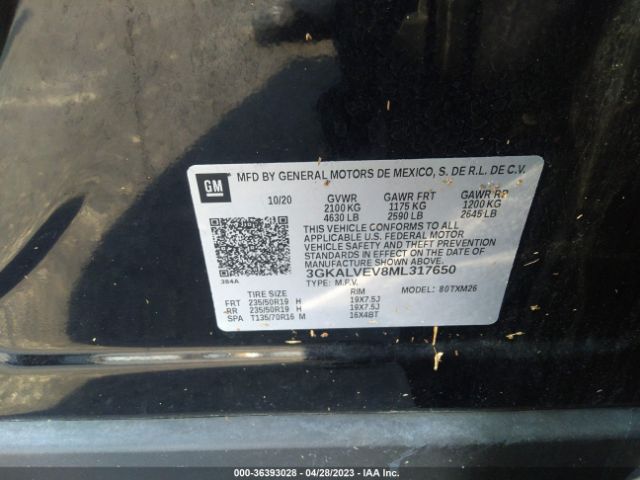 GM
MFD BY GENERAL MOTORS DE MEXICO, S. DE R.L. DE C.V.
10/20 GVWR GAWR FRT GAWR RR
2100 KG 1175 KG 1200 KG
4630 LB 2590 LB 2645 LB
THIS VEHICLE CONFORMS TO ALL
APPLICABLE U.S. FEDERAL MOTOR
VEHICLE SAFETY AND THEFT PREVENTION
STANDARDS IN EFFECT ON THE DATE
OF MANUFACTURE SHOWN ABOVE.
3GKALVEV8ML317650
384A
TYPE: M.P.V. MODEL: 80TXM26
TIRE SIZE RIM
FRT 235/50R19 H 19X7.5J
RR 235/50R19 H 19X7.5J
SPA T135/70R16 M 16X4BT
000-36393028 - 04/28/2023 - IAA Inc.